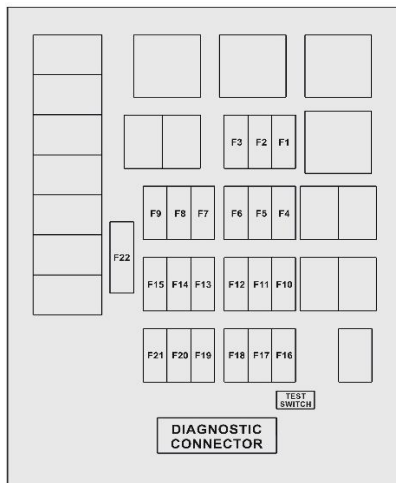 F3 F2 F1
F9 F8 F7 F6 F5 F4
F22
F15 F14 F13 F12 F11 F10
F21 F20 F19 F18 F17 F16
TEST
SWITCH
DIAGNOSTIC
CONNECTOR